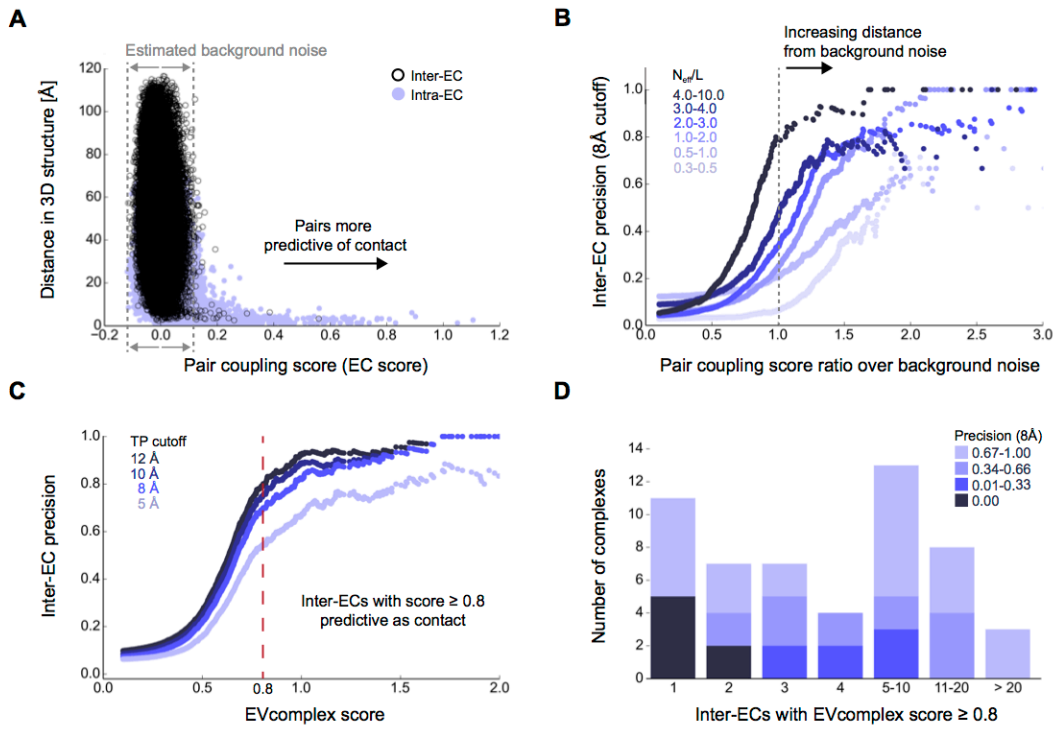 A
Estimated background noise
Distance in 3D structure [Å]
120
100
80
60
40
20
0
Inter-EC
Intra-EC
Pairs more
predictive of contact
−0.2
0.0
0.2
0.4
0.6
0.8
1.0
1.2
Pair coupling score (EC score)
B
Increasing distance
from background noise
Inter-EC precision (8Å cutoff)
1.0
0.8
0.6
0.4
0.2
0.0
Neff/L
4.0-10.0
3.0-4.0
2.0-3.0
1.0-2.0
0.5-1.0
0.3-0.5
0.0
0.5
1.0
1.5
2.0
2.5
3.0
Pair coupling score ratio over background noise
C
Inter-EC precision
1.0
0.8
0.6
0.4
0.2
0.0
TP cutoff
12 Å
10 Å
8 Å
5 Å
Inter-ECs with score ≥ 0.8
predictive as contact
0.0
0.5
0.8
1.0
1.5
2.0
EVcomplex score
D
Number of complexes
14
12
10
8
6
4
2
0
Precision (8Å)
0.67-1.00
0.34-0.66
0.01-0.33
0.00
1
2
3
4
5-10
11-20
> 20
Inter-ECs with EVcomplex score ≥ 0.8